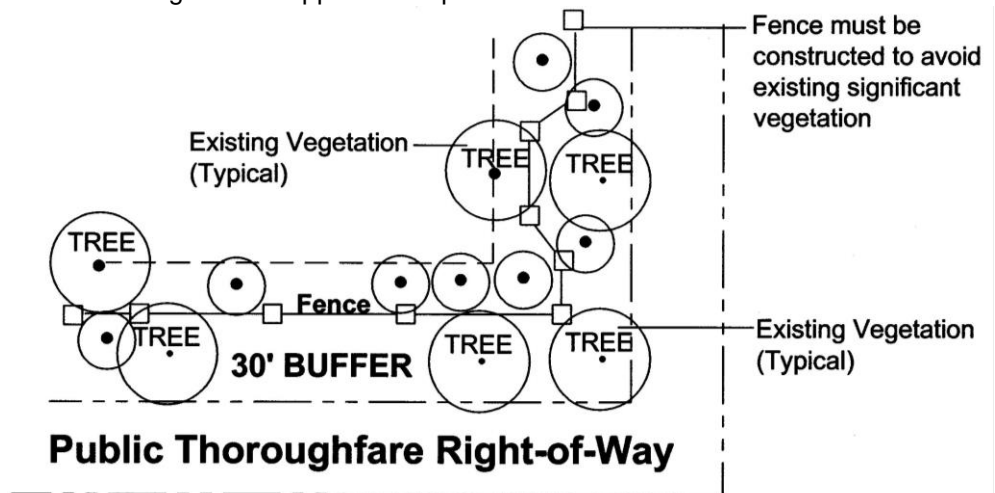 Fence must be
constructed to avoid
existing significant
vegetation
Existing Vegetation
(Typical)
TREE
TREE
TREE
Fence
TREE
TREE
TREE
30' BUFFER
Existing Vegetation
(Typical)
Public Thoroughfare Right-of-Way